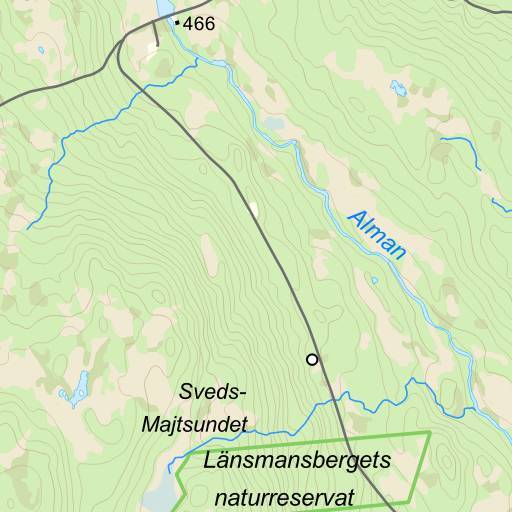 466
Alman
Sveds-
Majtsundet
Länsmansbergets
naturreservat